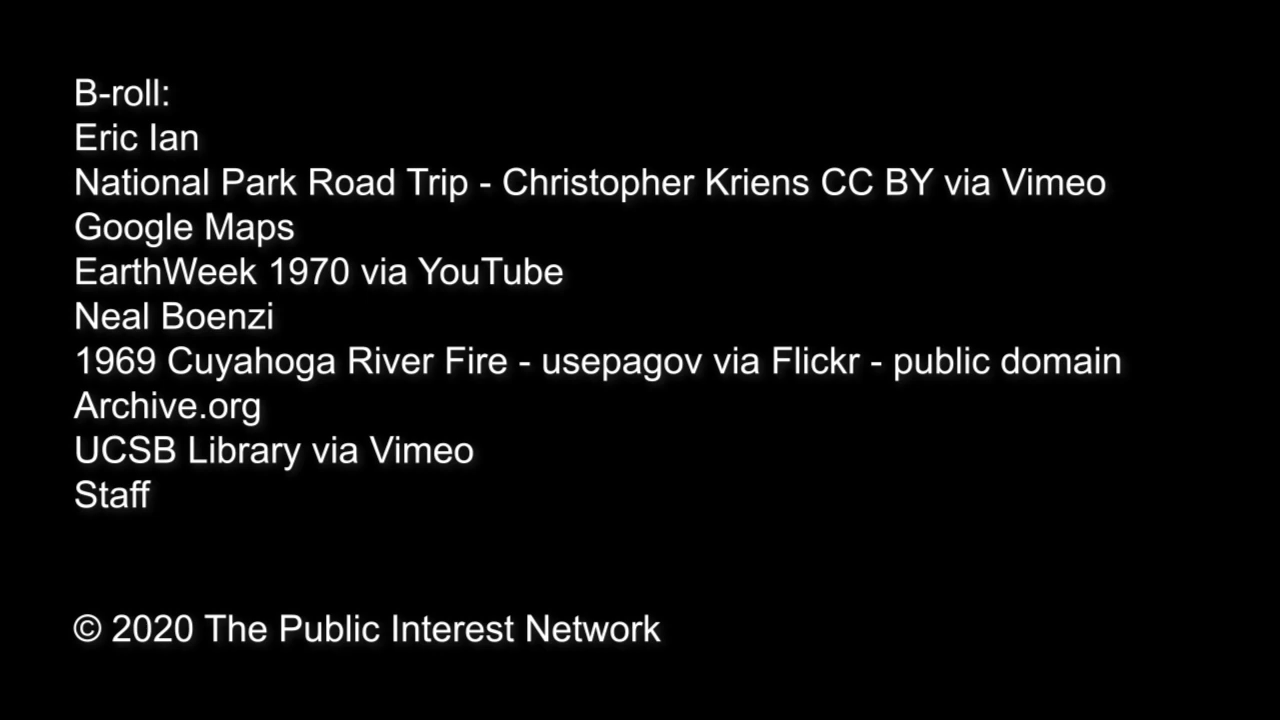 B-roll:
Eric Ian
National Park Road Trip - Christopher Kriens CC BY via Vimeo
Google Maps
EarthWeek 1970 via YouTube
Neal Boenzi
1969 Cuyahoga River Fire - usepagov via Flickr - public domain
Archive.org
UCSB Library via Vimeo
Staff
© 2020 The Public Interest Network